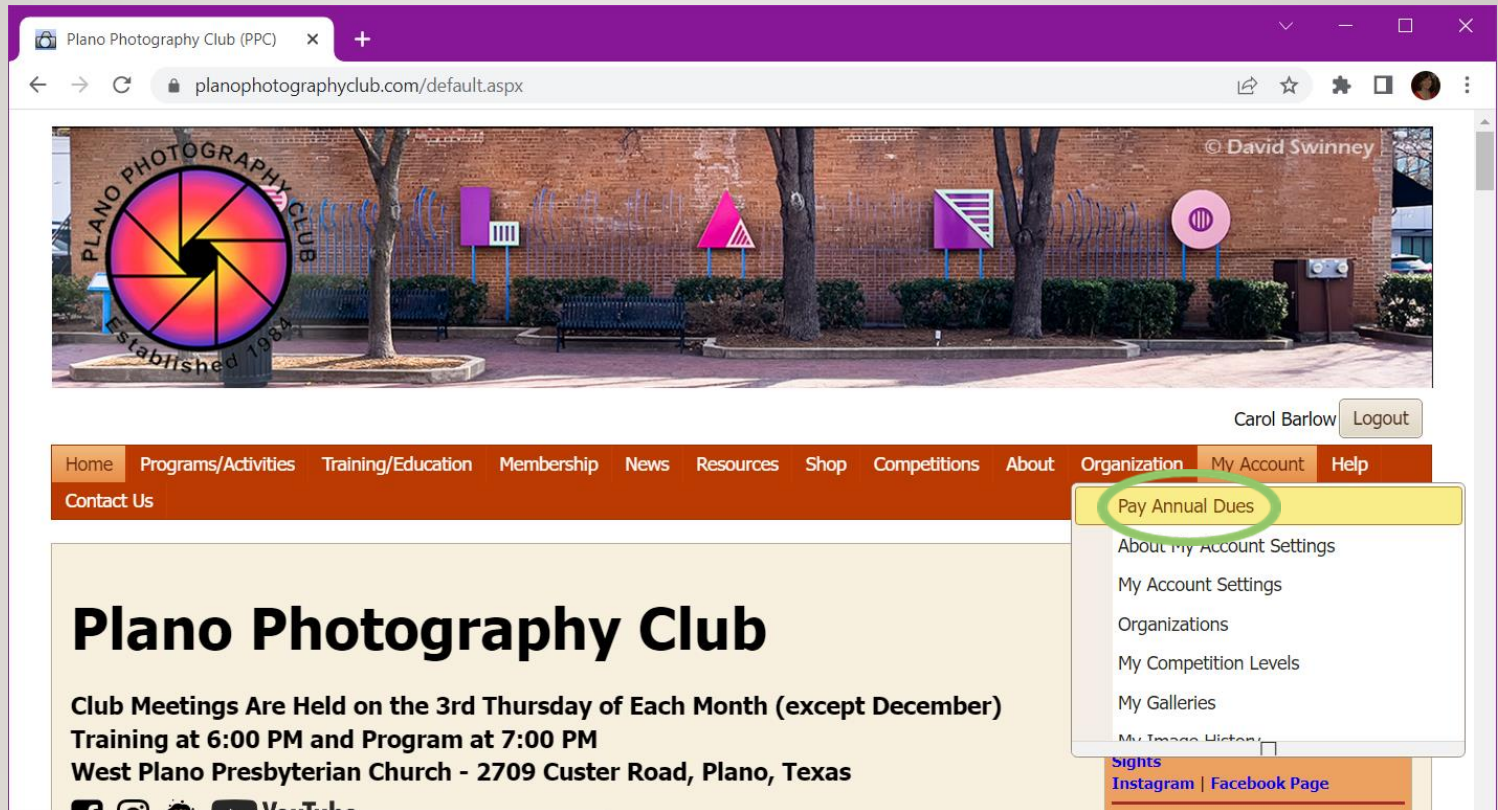 Plano Photography Club (PPC)
planophotographyclub.com/default.aspx
© David Swinney
PLANO PHOTOGRAPHY CLUB
Established 1984
Carol Barlow Logout
Home Programs/Activities Training/Education Membership News Resources Shop Competitions About Organization My Account Help
Contact Us
Pay Annual Dues
About My Account Settings
My Account Settings
Organizations
My Competition Levels
My Galleries
My Image History
Plano Photography Club
Club Meetings Are Held on the 3rd Thursday of Each Month (except December)
Training at 6:00 PM and Program at 7:00 PM
West Plano Presbyterian Church - 2709 Custer Road, Plano, Texas
YouTube
Sights
Instagram | Facebook Page